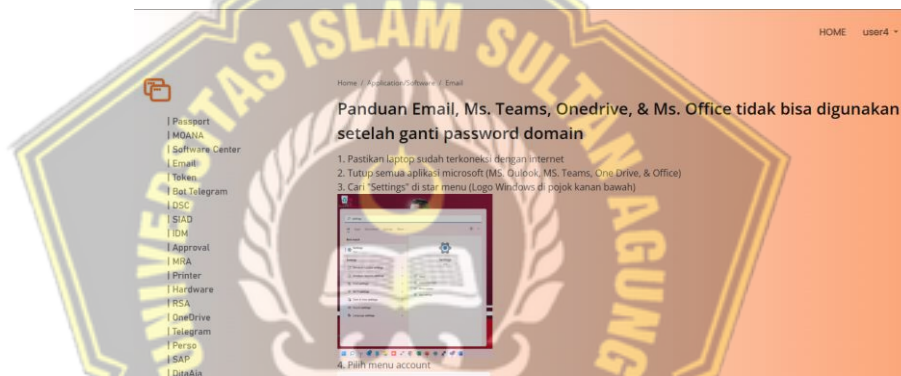 UNIVERSITAS ISLAM SULTAN AGUNG
HOME user4
Home / Application/Software / Email
Panduan Email, Ms. Teams, Onedrive, & Ms. Office tidak bisa digunakan
setelah ganti password domain
1. Pastikan laptop sudah terkoneksi dengan internet
2. Tutup semua aplikasi microsoft (MS. Oulook, MS. Teams, One Drive, & Office)
3. Cari "Settings" di star menu (Logo Windows di pojok kanan bawah)
4. Pilih menu account
| Passport
| MOANA
| Software Center
| Email
| Token
| Bot Telegram
| DSC
| SIAD
| IDM
| Approval
| MRA
| Printer
| Hardware
| RSA
| OneDrive
| Telegram
| Perso
| SAP
| DitaAja